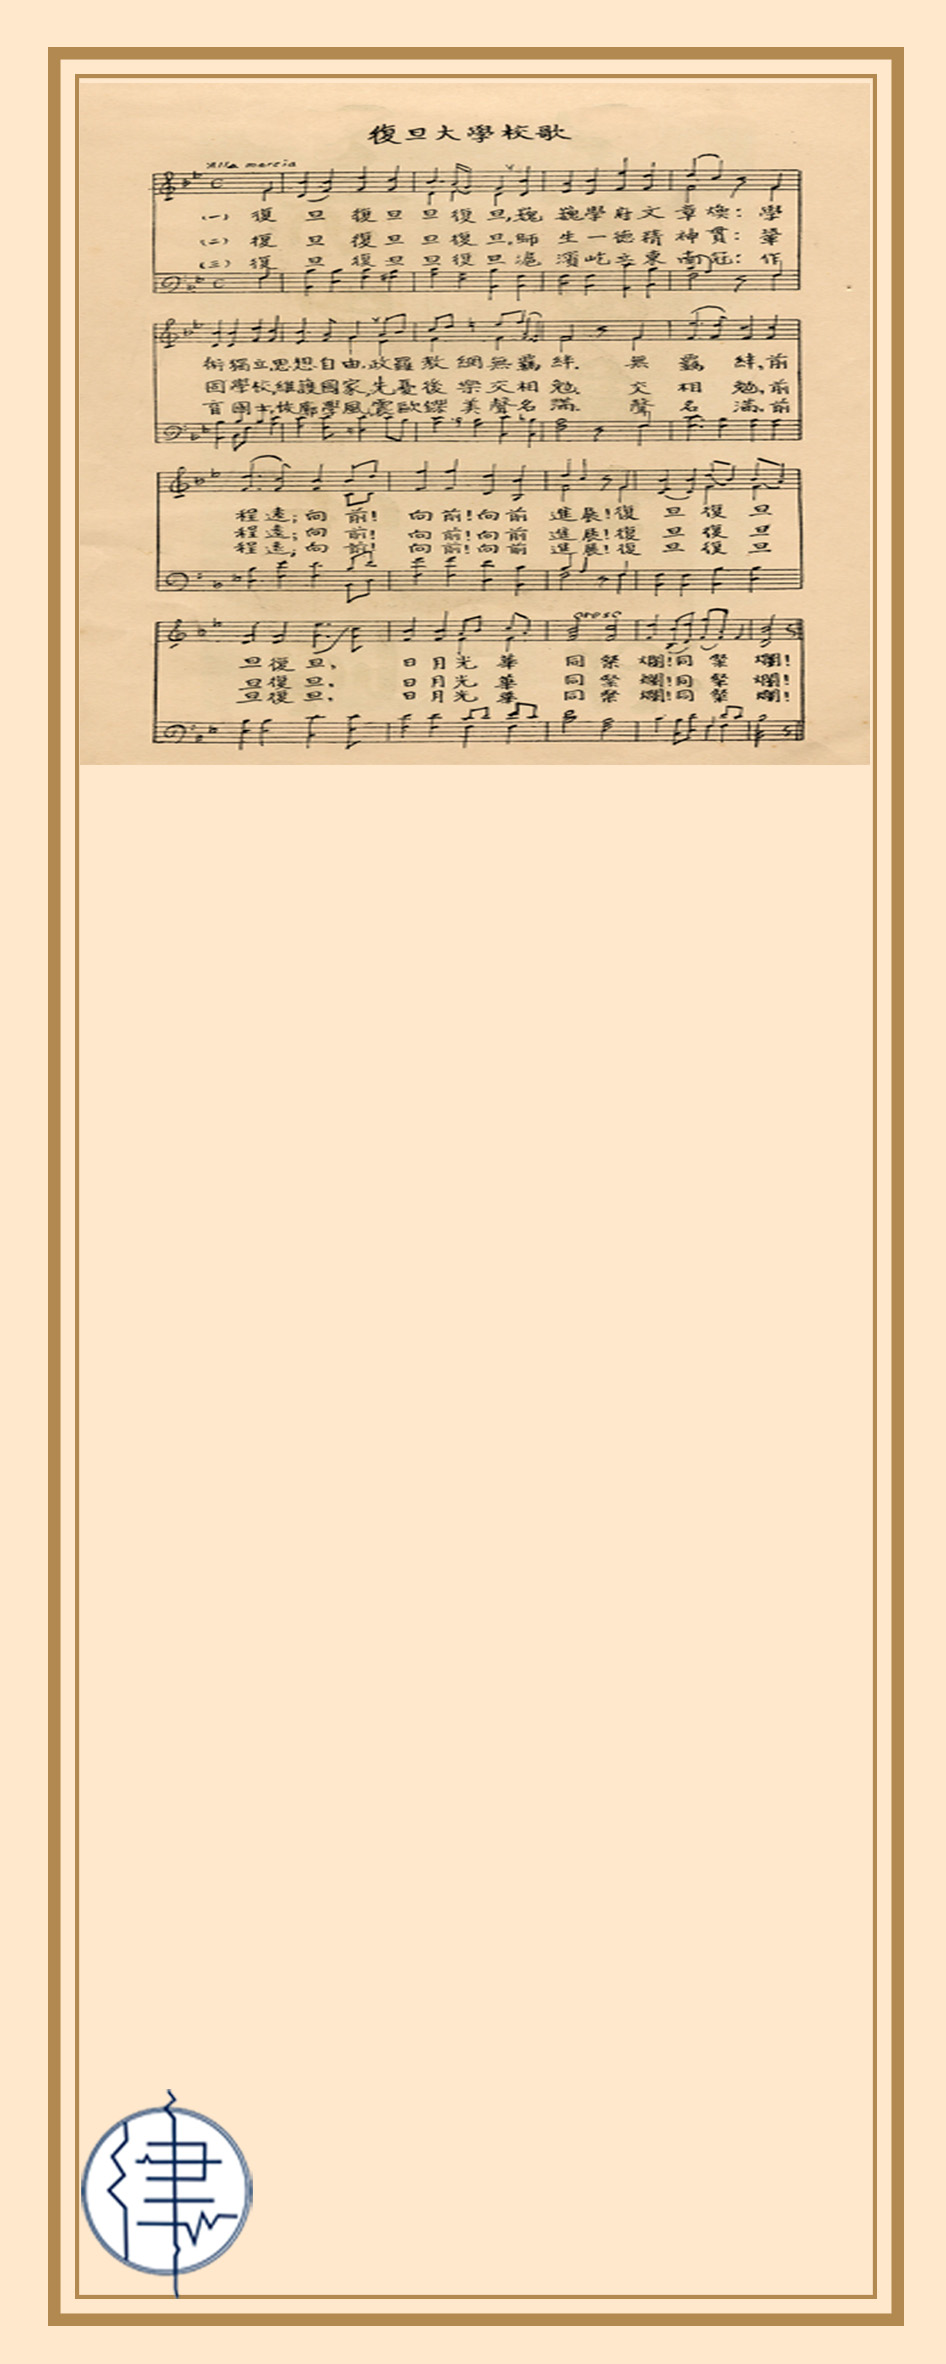 復旦大學校歌
Alla marcia
(一) 復 旦 復旦旦復旦,巍 巍學府文章煥:學
(二) 復 旦 復旦旦復旦,師 生一德精神貫:鞏
(三) 復 旦 復旦旦復旦滬 濱屹立東南冠:作
術獨立,思想自由,政羅教網無羈絆. 無羈絆,前
固學校,維護國家,先憂後樂交相勉, 交相勉,前
育國士,恢廓學風,震歐鑠美聲名滿. 聲名滿,前
程遠;向前! 向前!向前 進展!復旦復旦
程遠;向前! 向前!向前 進展!復旦復旦
程遠;向前! 向前!向前 進展!復旦復旦
旦復旦, 日月光華 同燦爛!同燦爛!
旦復旦, 日月光華 同燦爛!同燦爛!
旦復旦, 日月光華 同燦爛!同燦爛!
津